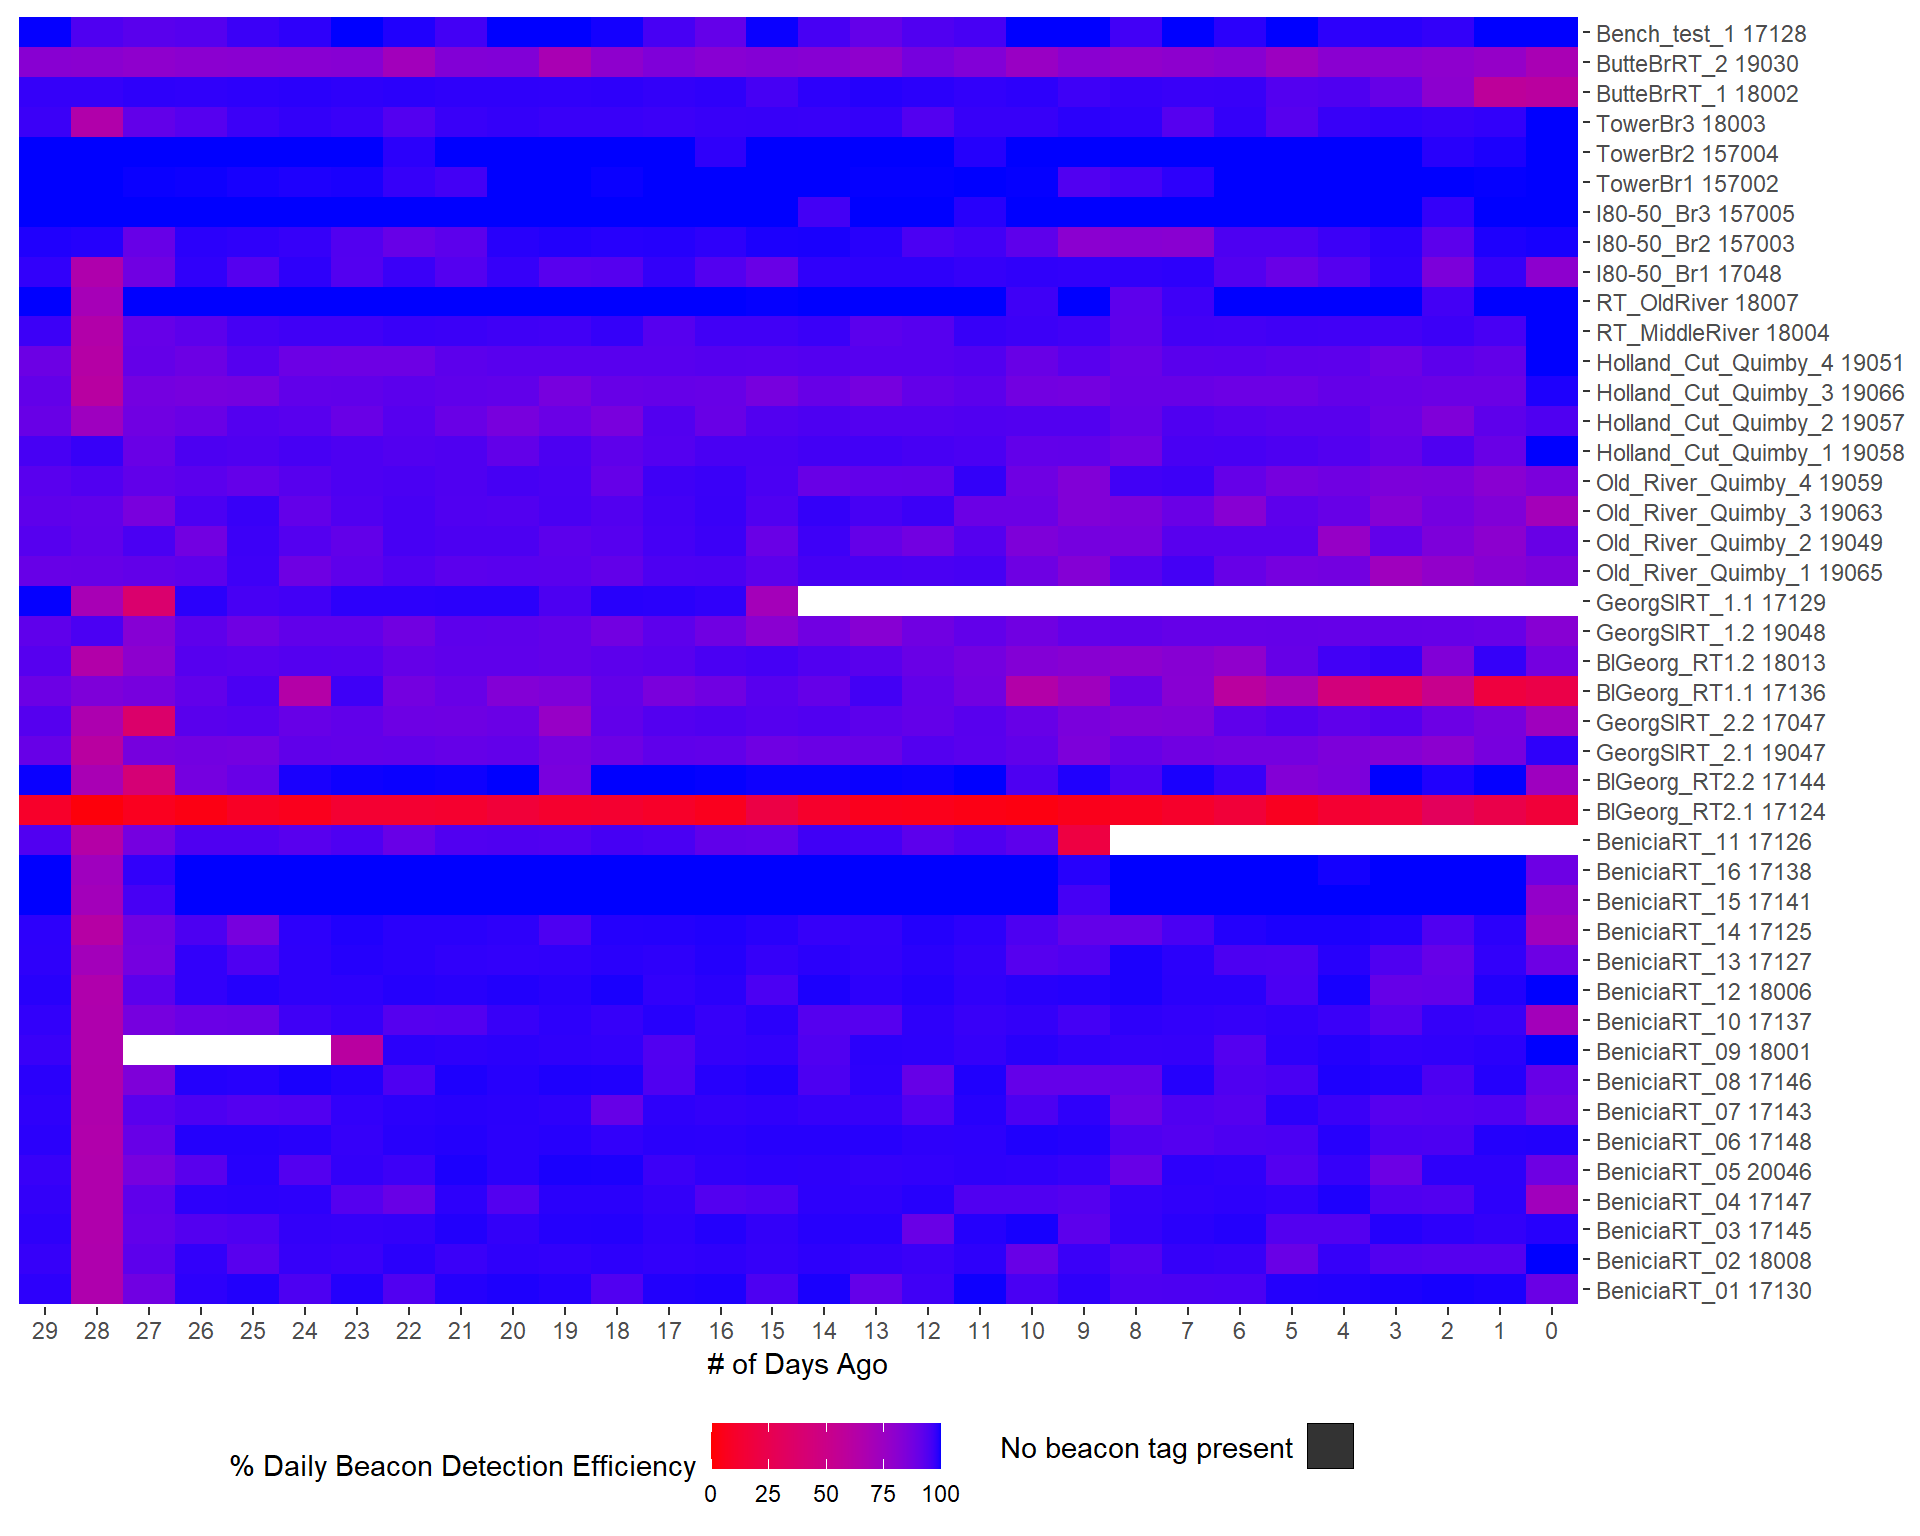 Bench_test_1 17128
ButteBrRT_2 19030
ButteBrRT_1 18002
TowerBr3 18003
TowerBr2 157004
TowerBr1 157002
I80-50_Br3 157005
I80-50_Br2 157003
I80-50_Br1 17048
RT_OldRiver 18007
RT_MiddleRiver 18004
Holland_Cut_Quimby_4 19051
Holland_Cut_Quimby_3 19066
Holland_Cut_Quimby_2 19057
Holland_Cut_Quimby_1 19058
Old_River_Quimby_4 19059
Old_River_Quimby_3 19063
Old_River_Quimby_2 19049
Old_River_Quimby_1 19065
GeorgSlRT_1.1 17129
GeorgSlRT_1.2 19048
BlGeorg_RT1.2 18013
BlGeorg_RT1.1 17136
GeorgSlRT_2.2 17047
GeorgSlRT_2.1 19047
BlGeorg_RT2.2 17144
BlGeorg_RT2.1 17124
BeniciaRT_11 17126
BeniciaRT_16 17138
BeniciaRT_15 17141
BeniciaRT_14 17125
BeniciaRT_13 17127
BeniciaRT_12 18006
BeniciaRT_10 17137
BeniciaRT_09 18001
BeniciaRT_08 17146
BeniciaRT_07 17143
BeniciaRT_06 17148
BeniciaRT_05 20046
BeniciaRT_04 17147
BeniciaRT_03 17145
BeniciaRT_02 18008
BeniciaRT_01 17130
29 28 27 26 25 24 23 22 21 20 19 18 17 16 15 14 13 12 11 10 9 8 7 6 5 4 3 2 1 0
# of Days Ago
% Daily Beacon Detection Efficiency
0 25 50 75 100
No beacon tag present